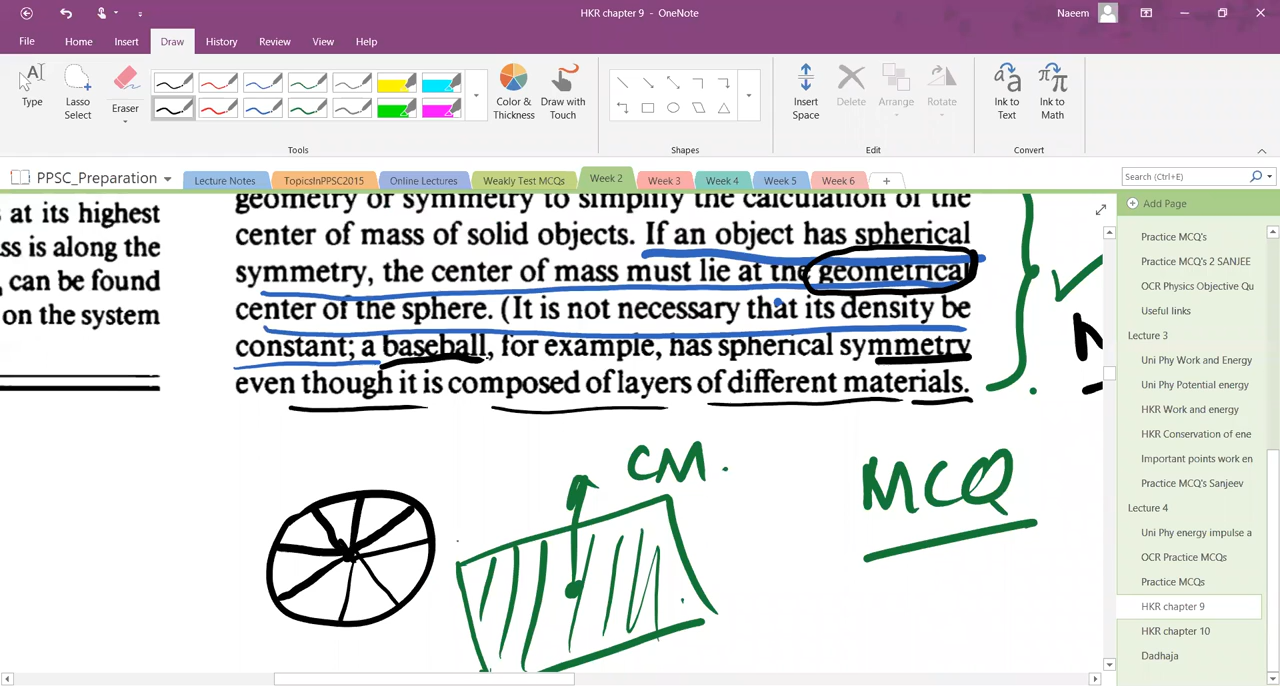 HKR chapter 9 - OneNote
Naeem
File Home Insert Draw History Review View Help
Type
Lasso Select
Eraser
Color & Thickness
Draw with Touch
Insert Space
Delete
Arrange
Rotate
Ink to Text
Ink to Math
Tools
Shapes
Edit
Convert
PPSC_Preparation
Lecture Notes
TopicsInPPSC2015
Online Lectures
Weakly Test MCQs
Week 2
Week 3
Week 4
Week 5
Week 6
Search (Ctrl+E)
s at its highest
ss is along the
, can be found
on the system
geometry or symmetry to simplify the calculation of the
center of mass of solid objects. If an object has spherical
symmetry, the center of mass must lie at the geometrical
center of the sphere. (It is not necessary that its density be
constant; a baseball, for example, has spherical symmetry
even though it is composed of layers of different materials.
CM.
MCQ
Add Page
Practice MCQ's
Practice MCQ's 2 SANJEE
OCR Physics Objective Qu
Useful links
Lecture 3
Uni Phy Work and Energy
Uni Phy Potential energy
HKR Work and energy
HKR Conservation of ene
Important points work en
Practice MCQ's Sanjeev
Lecture 4
Uni Phy energy impulse a
OCR Practice MCQs
Practice MCQs
HKR chapter 9
HKR chapter 10
Dadhaja